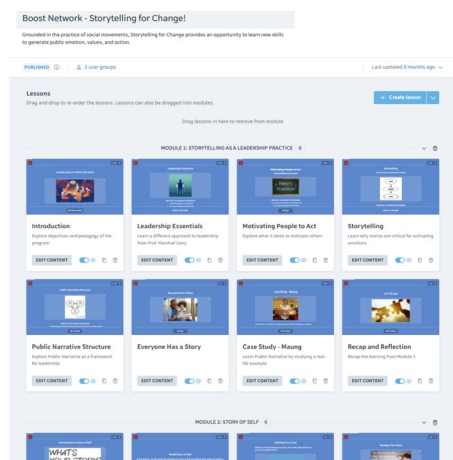 Boost Network - Storytelling for Change!
Grounded in the practice of social movements, Storytelling for Change provides an opportunity to learn new skills
to generate public emotion, values, and action.
PUBLISHED
2 user groups
Last updated 6 months ago
Lessons
Drag and drop to re-order the lessons. Lessons can also be dragged into modules.
+ Create lesson
Drag lessons in here to remove from module
MODULE 1: STORYTELLING AS A LEADERSHIP PRACTICE 8
Introduction
Explore objectives and pedagogy of the
program
EDIT CONTENT
Leadership Essentials
Learn a different approach to leadership
from Prof. Marshall Ganz
EDIT CONTENT
Motivating People to Act
Explore what it takes to motivate others
EDIT CONTENT
Storytelling
Learn why stories are critical for activating
emotions
EDIT CONTENT
Public Narrative Structure
Explore Public Narrative as a framework
for leadership
EDIT CONTENT
Everyone Has a Story
EDIT CONTENT
Case Study - Maung
Learn Public Narrative by studying a real-
life example
EDIT CONTENT
Recap and Reflection
Recap the learning from Module 1
EDIT CONTENT
MODULE 2: STORY OF SELF 6
WHAT'S
YOUR STORY?